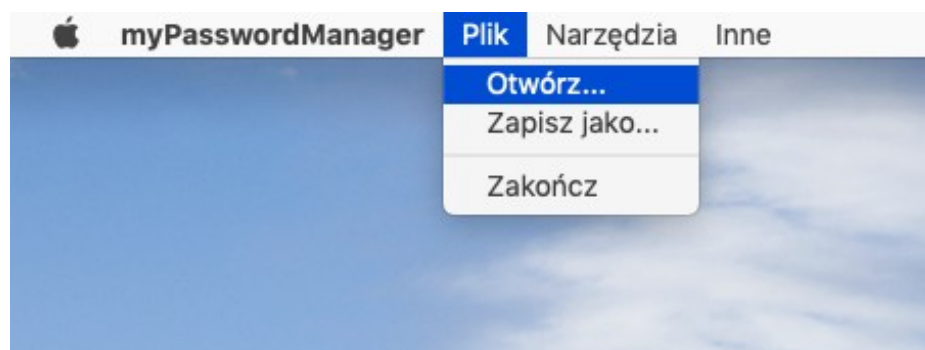 myPasswordManager Plik Narzędzia Inne
Otwórz...
Zapisz jako...
Zakończ